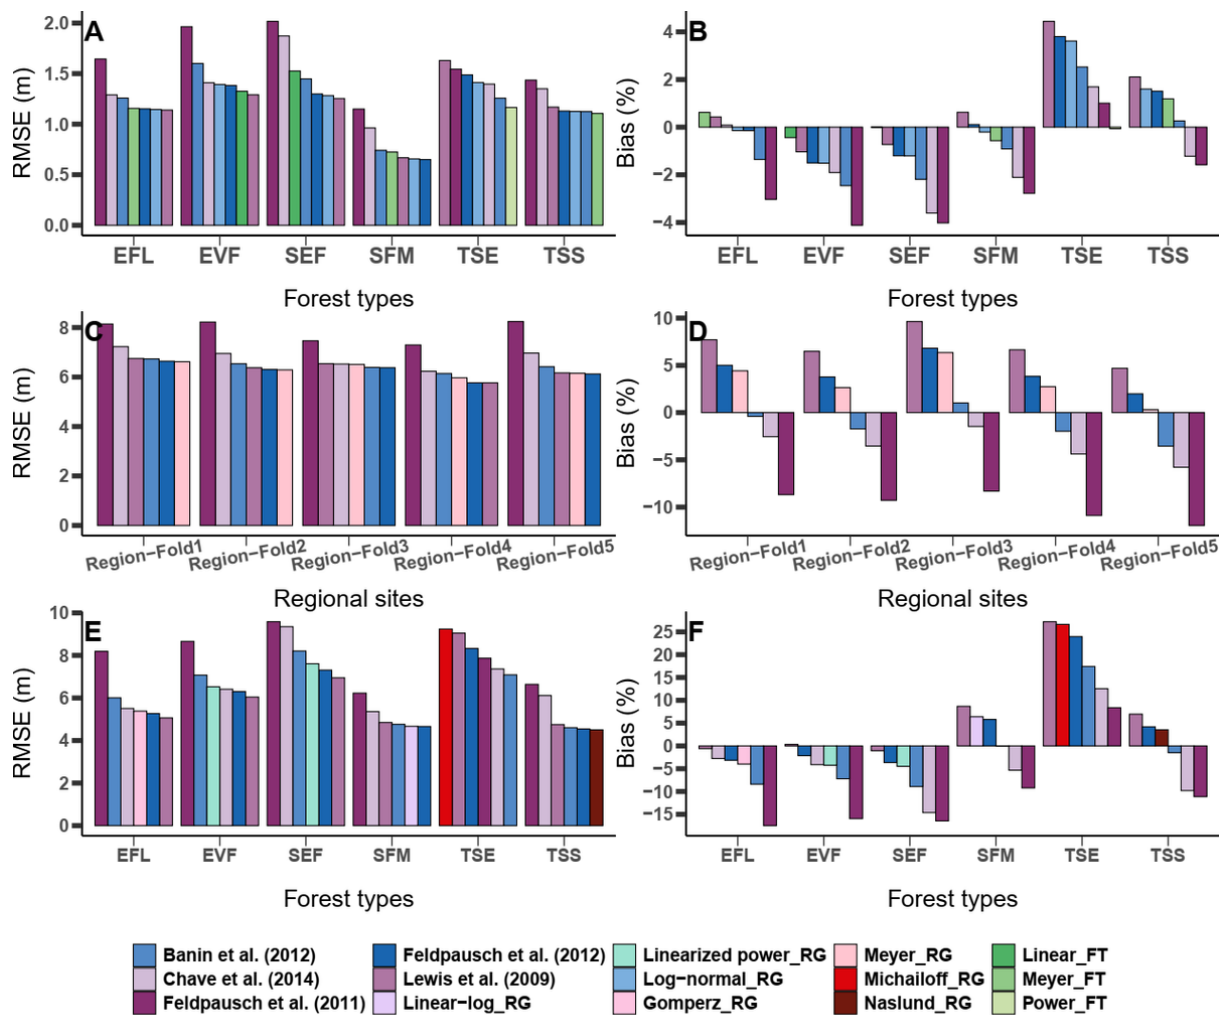 A
RMSE (m)
2.0
1.5
1.0
0.5
0.0
EFL EVF SEF SFM TSE TSS
Forest types
B
Bias (%)
4
2
0
−2
−4
EFL EVF SEF SFM TSE TSS
Forest types
C
RMSE (m)
8
6
4
2
0
Region−Fold1 Region−Fold2 Region−Fold3 Region−Fold4 Region−Fold5
Regional sites
D
Bias (%)
10
5
0
−5
−10
Region−Fold1 Region−Fold2 Region−Fold3 Region−Fold4 Region−Fold5
Regional sites
E
RMSE (m)
10
8
6
4
2
0
EFL EVF SEF SFM TSE TSS
Forest types
F
Bias (%)
25
20
15
10
5
0
−5
−10
−15
EFL EVF SEF SFM TSE TSS
Forest types
Banin et al. (2012) Feldpausch et al. (2012) Linearized power_RG Meyer_RG Linear_FT
Chave et al. (2014) Lewis et al. (2009) Log−normal_RG Michailoff_RG Meyer_FT
Feldpausch et al. (2011) Linear−log_RG Gomperz_RG Naslund_RG Power_FT